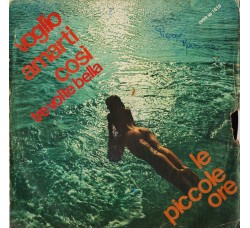 voglio
amarti
così
tre volte bella
le
piccole
ore